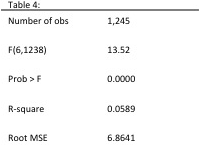 Table 4:
Number of obs 1,245
F(6,1238) 13.52
Prob > F 0.0000
R-square 0.0589
Root MSE 6.8641